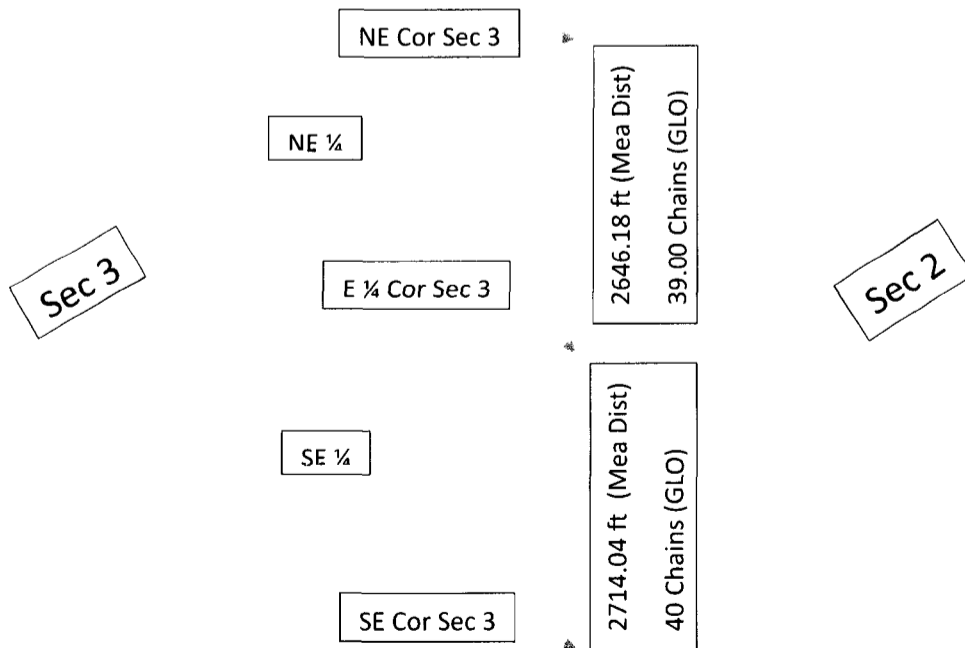 NE Cor Sec 3
NE ¼
2646.18 ft (Mea Dist)
39.00 Chains (GLO)
Sec 3
E ¼ Cor Sec 3
Sec 2
SE ¼
2714.04 ft (Mea Dist)
40 Chains (GLO)
SE Cor Sec 3